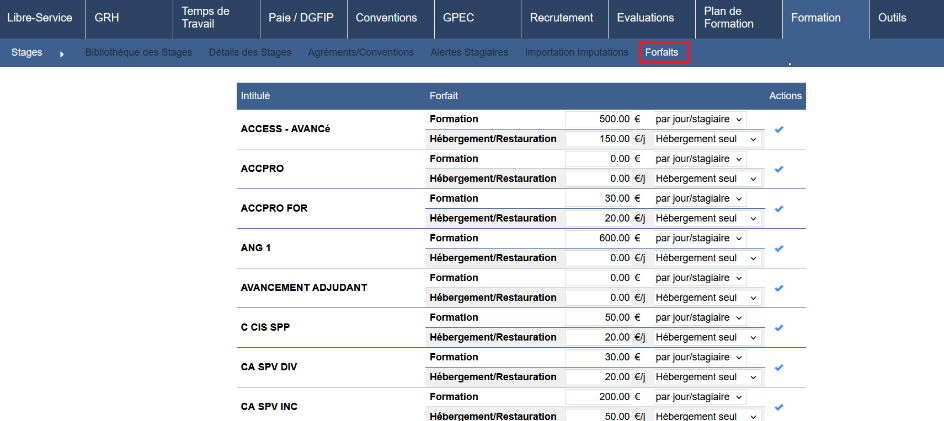 Libre-Service GRH Temps de Travail Paie / DGFIP Conventions GPEC Recrutement Evaluations Plan de Formation Formation Outils
Stages Bibliothèque des Stages Détails des Stages Agréments/Conventions Alertes Stagiaires Importation Imputations Forfaits
Intitulé Forfait Actions
ACCESS - AVANCé
Formation 500.00 € par jour/stagiaire
Hébergement/Restauration 150.00 €/j Hébergement seul
ACCPRO
Formation 0.00 € par jour/stagiaire
Hébergement/Restauration 0.00 €/j Hébergement seul
ACCPRO FOR
Formation 30.00 € par jour/stagiaire
Hébergement/Restauration 20.00 €/j Hébergement seul
ANG 1
Formation 600.00 € par jour/stagiaire
Hébergement/Restauration 0.00 €/j Hébergement seul
AVANCEMENT ADJUDANT
Formation 0.00 € par jour/stagiaire
Hébergement/Restauration 0.00 €/j Hébergement seul
C CIS SPP
Formation 50.00 € par jour/stagiaire
Hébergement/Restauration 20.00 €/j Hébergement seul
CA SPV DIV
Formation 30.00 € par jour/stagiaire
Hébergement/Restauration 20.00 €/j Hébergement seul
CA SPV INC
Formation 200.00 € par jour/stagiaire
Hébergement/Restauration 50.00 €/j Hébergement seul